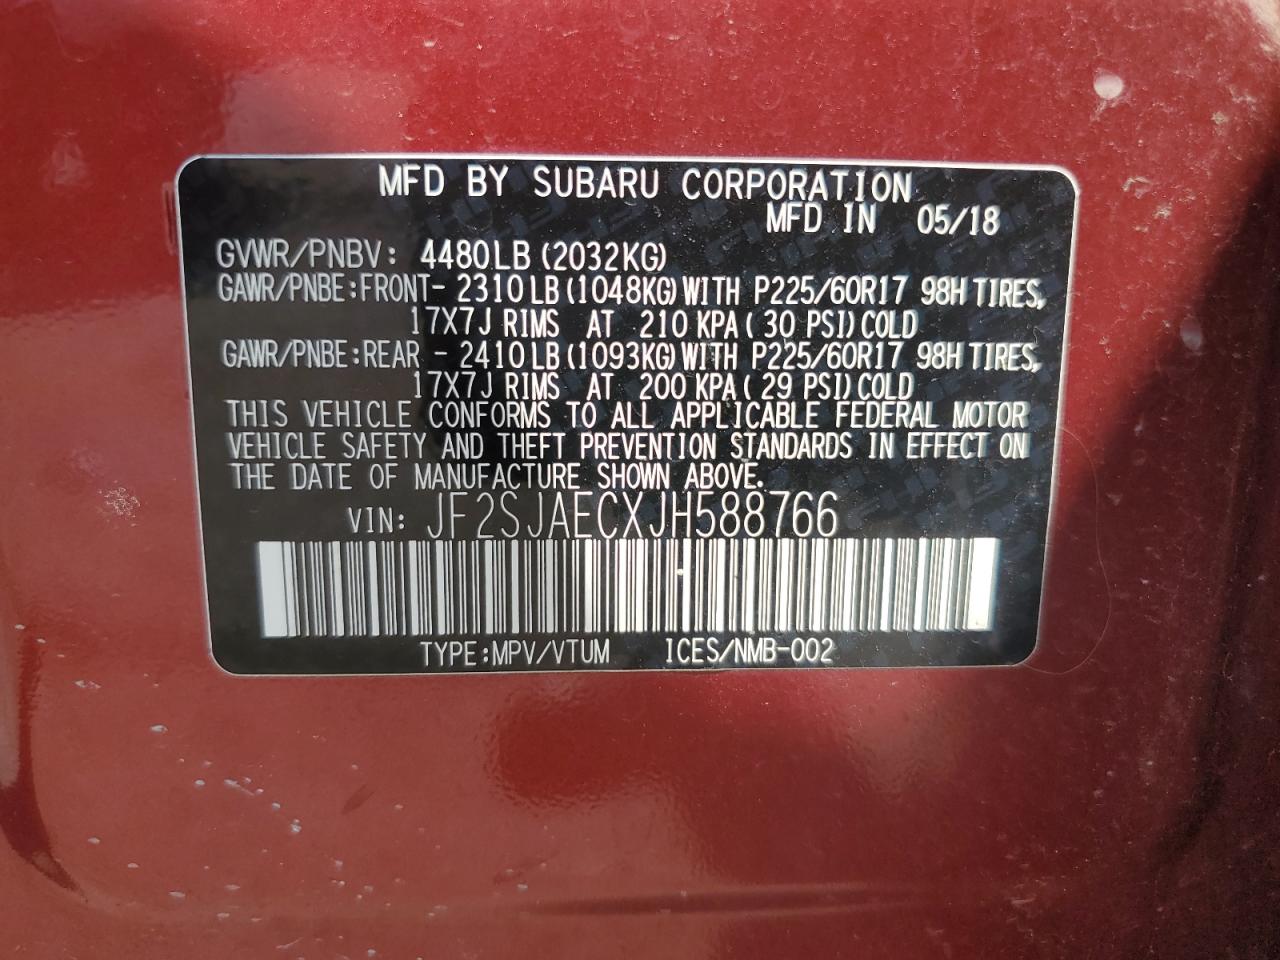 MFD BY SUBARU CORPORATION
MFD IN 05/18
GVWR/PNBV: 4480LB (2032KG)
GAWR/PNBE:FRONT- 2310LB (1048KG) WITH P225/60R17 98H TIRES,
17X7J RIMS AT 210 KPA ( 30 PSI) COLD
GAWR/PNBE:REAR - 2410LB (1093KG) WITH P225/60R17 98H TIRES,
17X7J RIMS AT 200 KPA ( 29 PSI) COLD
THIS VEHICLE CONFORMS TO ALL APPLICABLE FEDERAL MOTOR
VEHICLE SAFETY AND THEFT PREVENTION STANDARDS IN EFFECT ON
THE DATE OF MANUFACTURE SHOWN ABOVE.
VIN: JF2SJAECXJH588766
TYPE:MPV/VTUM ICES/NMB-002